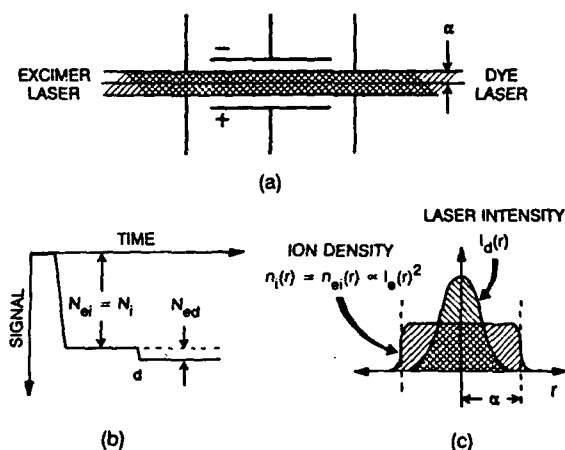 −
α
EXCIMER
LASER
DYE
LASER
+
(a)
TIME
SIGNAL
N_ei = N_i
N_ed
d
(b)
LASER INTENSITY
I_d(r)
ION DENSITY
n_i(r) = n_ei(r) ∝ I_e(r)^2
α
r
(c)